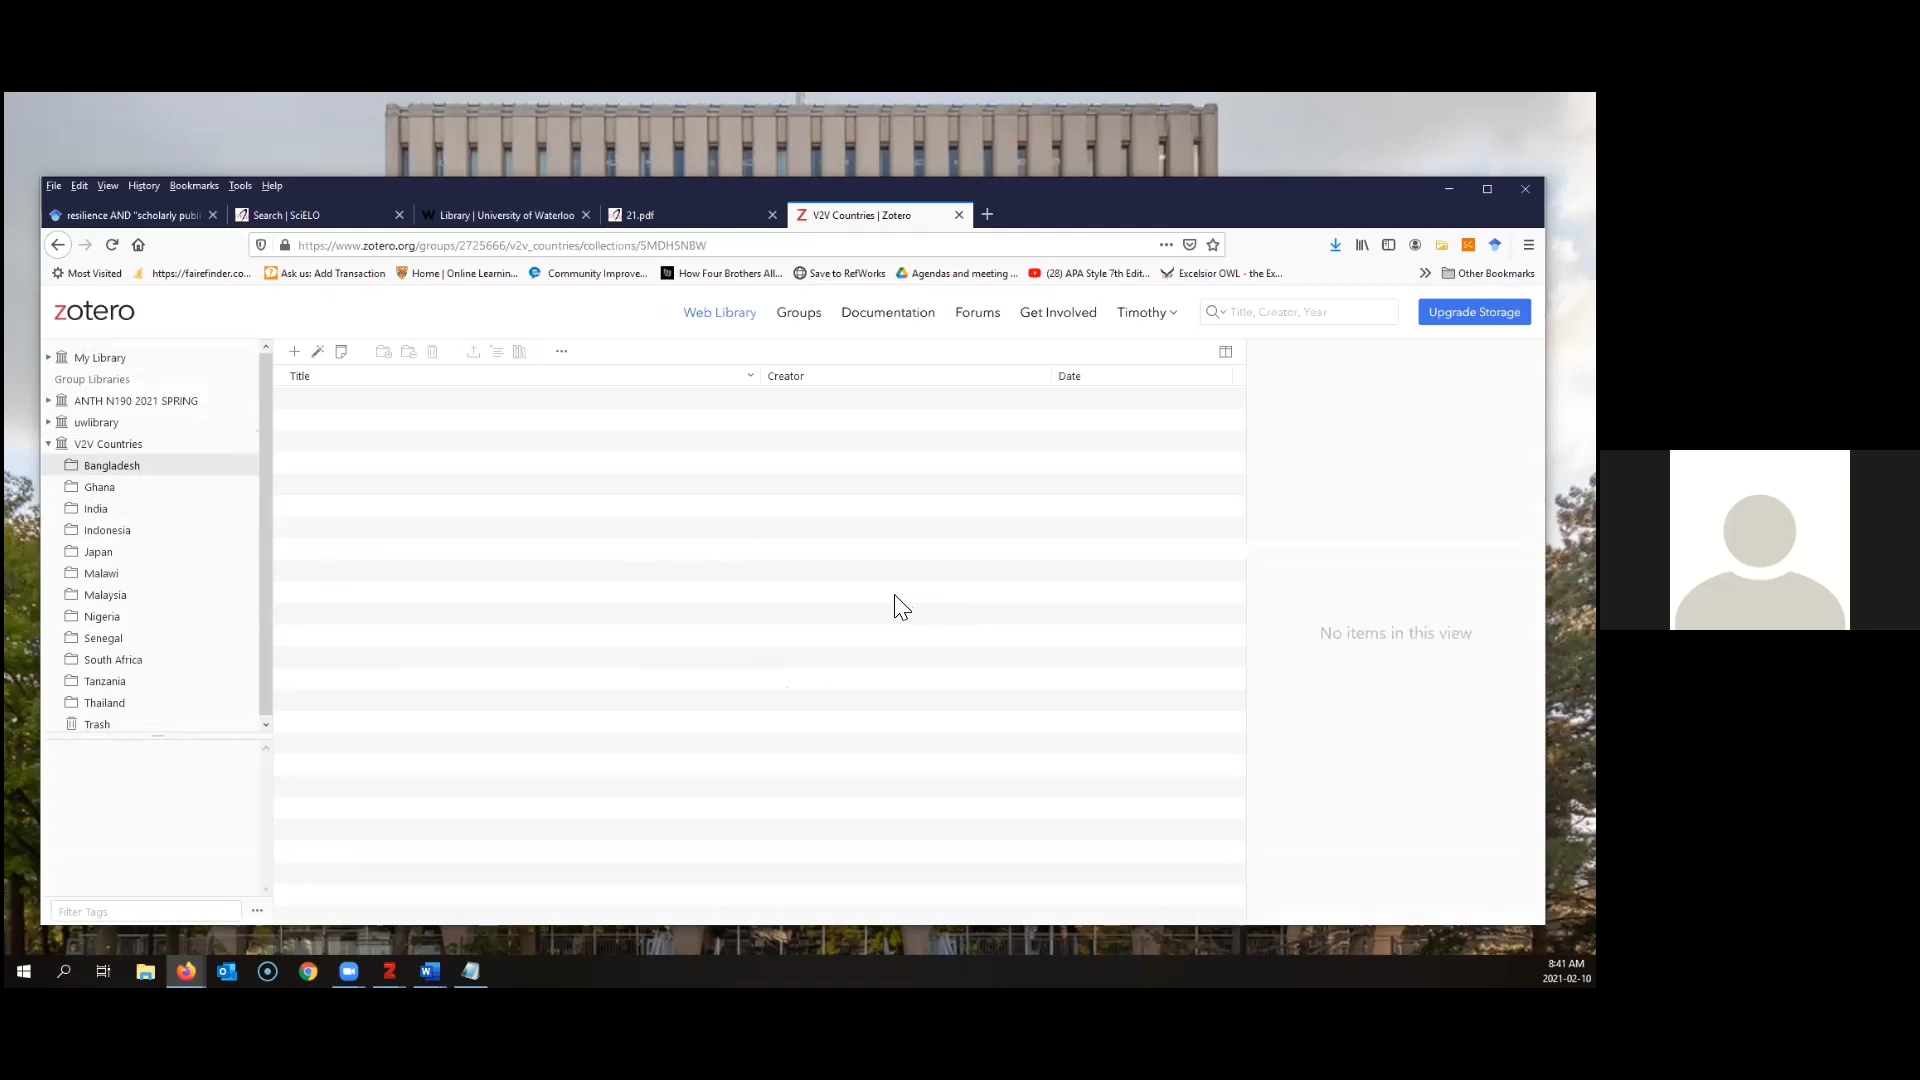 File Edit View History Bookmarks Tools Help
resilience AND "scholarly publi
Search | SciELO
Library | University of Waterloo
21.pdf
V2V Countries | Zotero
https://www.zotero.org/groups/2725666/v2v_countries/collections/5MDH5NBW
Most Visited
https://fairefinder.co...
Ask us: Add Transaction
Home | Online Learnin...
Community Improve...
How Four Brothers All...
Save to RefWorks
Agendas and meeting ...
(28) APA Style 7th Edit...
Excelsior OWL - the Ex...
Other Bookmarks
zotero
Web Library
Groups
Documentation
Forums
Get Involved
Timothy
Title, Creator, Year
Upgrade Storage
My Library
Group Libraries
ANTH N190 2021 SPRING
uwlibrary
V2V Countries
Bangladesh
Ghana
India
Indonesia
Japan
Malawi
Malaysia
Nigeria
Senegal
South Africa
Tanzania
Thailand
Trash
Filter Tags
Title
Creator
Date
No items in this view
8:41 AM
2021-02-10